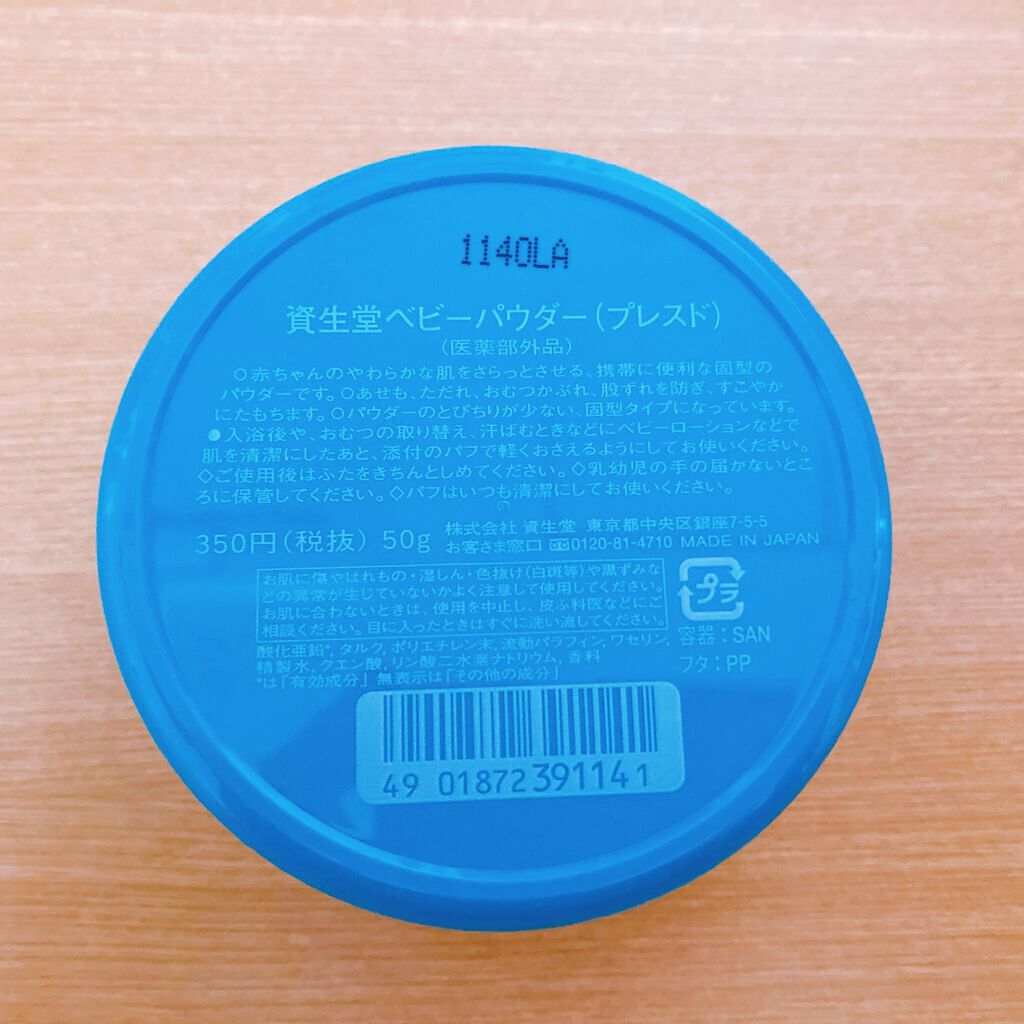 1140LA
資生堂ベビーパウダー(プレスド)
(医薬部外品)
○赤ちゃんのやわらかな肌をさらっとさせる、携帯に便利な固型の
パウダーです。○あせも、ただれ、おむつかぶれ、股ずれを防ぎ、すこやか
にたもちます。○パウダーのとびちりが少ない、固型タイプになっています。
●入浴後や、おむつの取り替え、汗ばむときなどにベビーローションなどで
肌を清潔にしたあと、添付のパフで軽くおさえるようにしてお使いください。
◇ご使用後はふたをきちんとしめてください。◇乳幼児の手の届かないとこ
ろに保管してください。◇パフはいつも清潔にしてお使いください。
350円(税抜) 50g 株式会社 資生堂 東京都中央区銀座7-5-5
お客さま窓口 0120-81-4710 MADE IN JAPAN
お肌に傷やはれもの・湿しん・色抜け(白斑等)や黒ずみな
どの異常が生じていないかよく注意して使用してください。
お肌に合わないときは、使用を中止し、皮ふ科医などにご
相談ください。目に入ったときはすぐに洗い流してください。
プラ
容器:SAN
フタ:PP
酸化亜鉛*, タルク, ポリエチレン末, 流動パラフィン, ワセリン,
精製水, クエン酸, リン酸二水素ナトリウム, 香料
*は「有効成分」 無表示は「その他の成分」
49 01872 391141